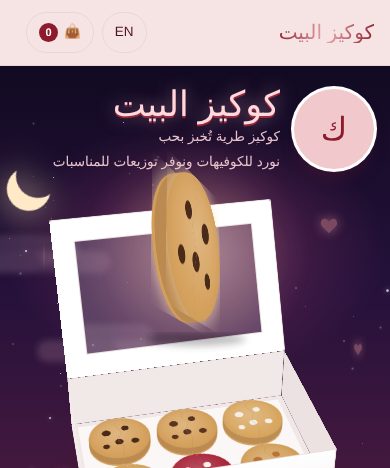 كوكيز البيت
EN
0
كوكيز البيت
ك
كوكيز طرية تُخبز بحب
نورد للكوفيهات ونوفر توزيعات للمناسبات